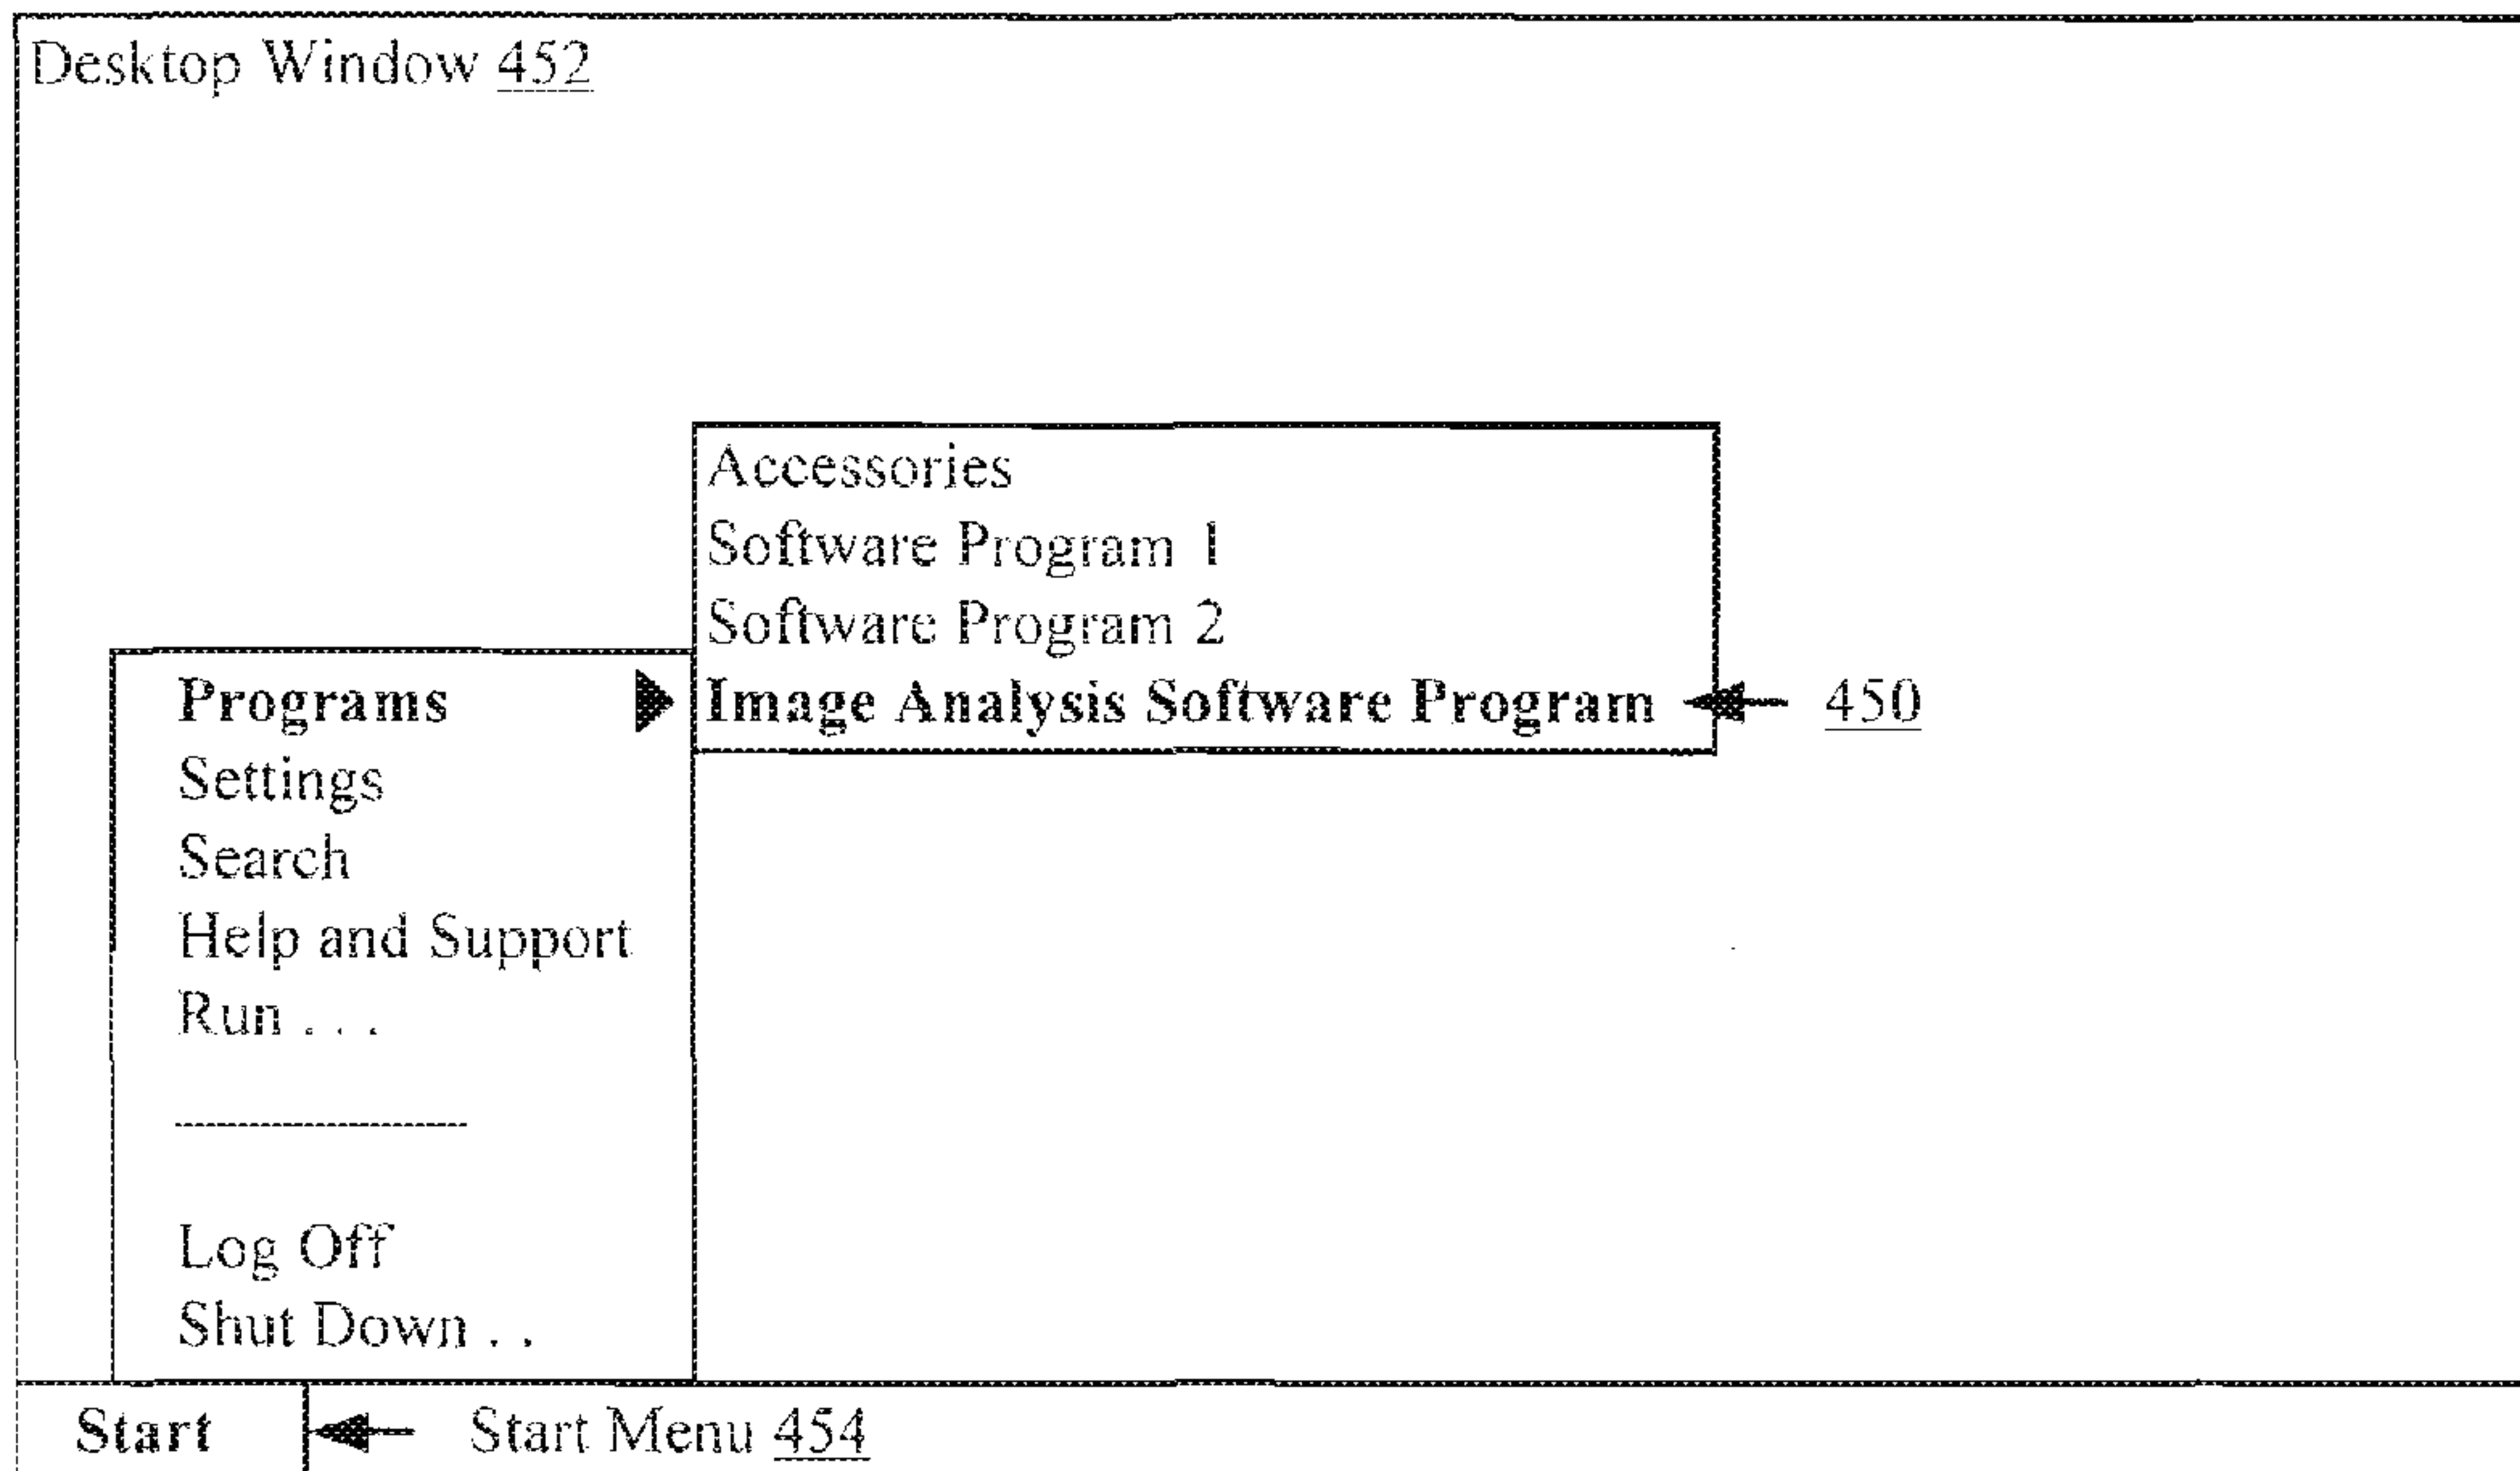 Desktop Window 452
Accessories
Software Program 1
Software Program 2
Image Analysis Software Program 450
Programs
Settings
Search
Help and Support
Run . . .
Log Off
Shut Down . .
Start Start Menu 454